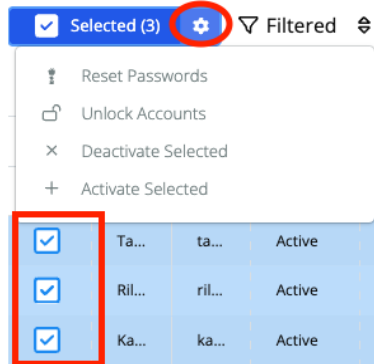 Selected (3) Filtered
Reset Passwords
Unlock Accounts
Deactivate Selected
Activate Selected
Ta... ta... Active
Ril... ril... Active
Ka... ka... Active